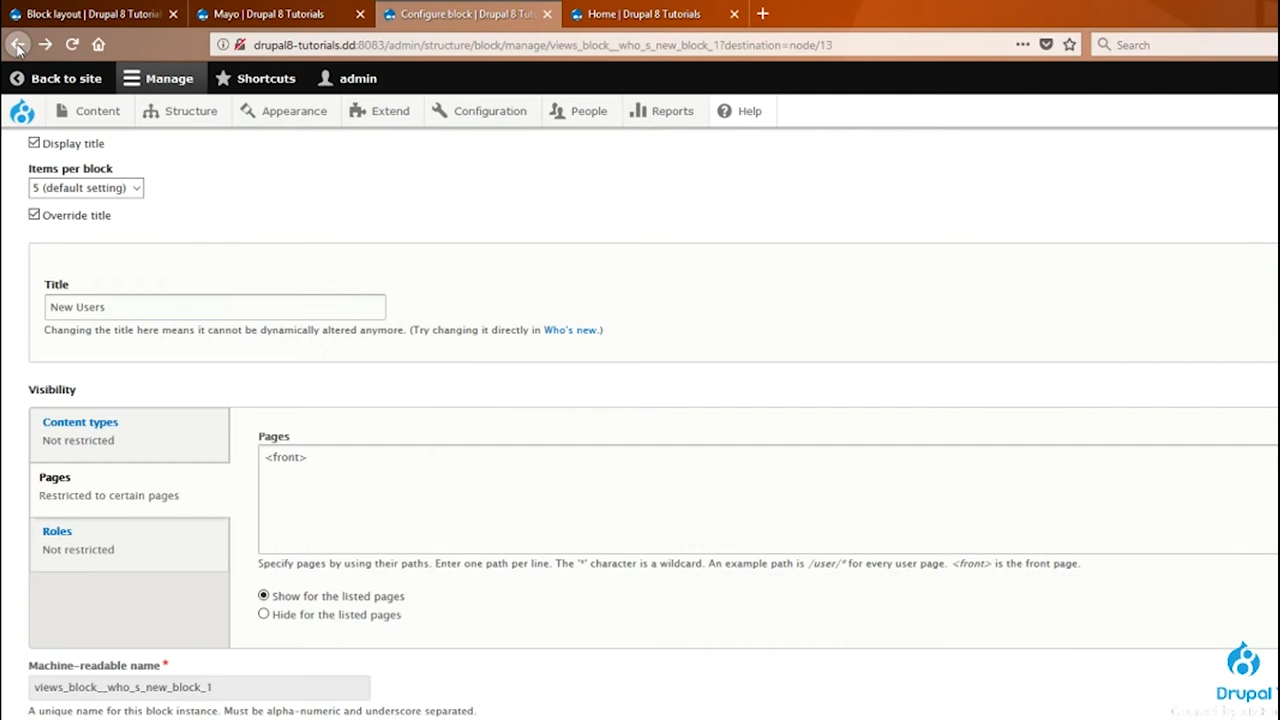 Block layout | Drupal 8 Tutorials
Mayo | Drupal 8 Tutorials
Configure block | Drupal 8 Tut
Home | Drupal 8 Tutorials
drupal8-tutorials.dd:8083/admin/structure/block/manage/views_block__who_s_new_block_1?destination=node/13
Search
Back to site
Manage
Shortcuts
admin
Content
Structure
Appearance
Extend
Configuration
People
Reports
Help
Display title
Items per block
5 (default setting)
Override title
Title
New Users
Changing the title here means it cannot be dynamically altered anymore. (Try changing it directly in Who's new.)
Visibility
Content types
Not restricted
Pages
Restricted to certain pages
Roles
Not restricted
Pages
<front>
Specify pages by using their paths. Enter one path per line. The '*' character is a wildcard. An example path is /user/* for every user page. <front> is the front page.
Show for the listed pages
Hide for the listed pages
Machine-readable name *
views_block__who_s_new_block_1
A unique name for this block instance. Must be alpha-numeric and underscore separated.
Drupal